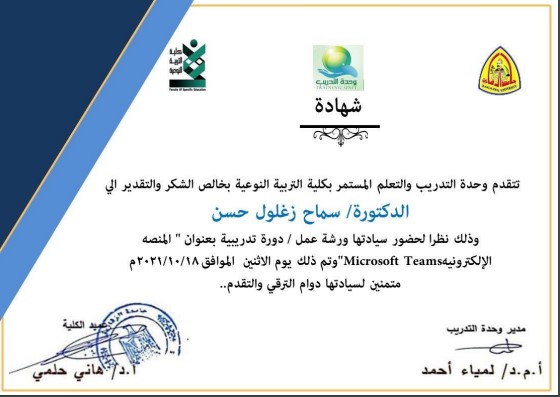 كلية
التربية
النوعية
Faculty Of Specific Education
وحدة التدريب
TRAINING UNIT
شهادة
تتقدم وحدة التدريب والتعلم المستمر بكلية التربية النوعية بخالص الشكر والتقدير الي
الدكتورة/ سماح زغلول حسن
وذلك نظرا لحضور سيادتها ورشة عمل / دورة تدريبية بعنوان " المنصه
الإلكترونيهMicrosoft Teams"وتم ذلك يوم الاثنين الموافق ٢٠٢١/١٠/١٨م
متمنين لسيادتها دوام الترقي والتقدم..
عميد الكلية
مدير وحدة التدريب
أ.د/ هاني حلمي
أ.م.د/ لمياء أحمد